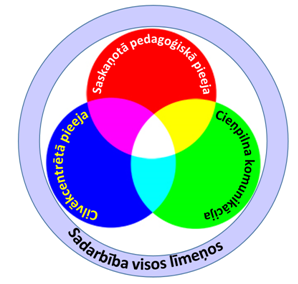 Saskaņotā pedagoģiskā pieeja
Cilvēkcentrētā pieeja
Cieņpilna komunikācija
Sadarbība visos līmeņos